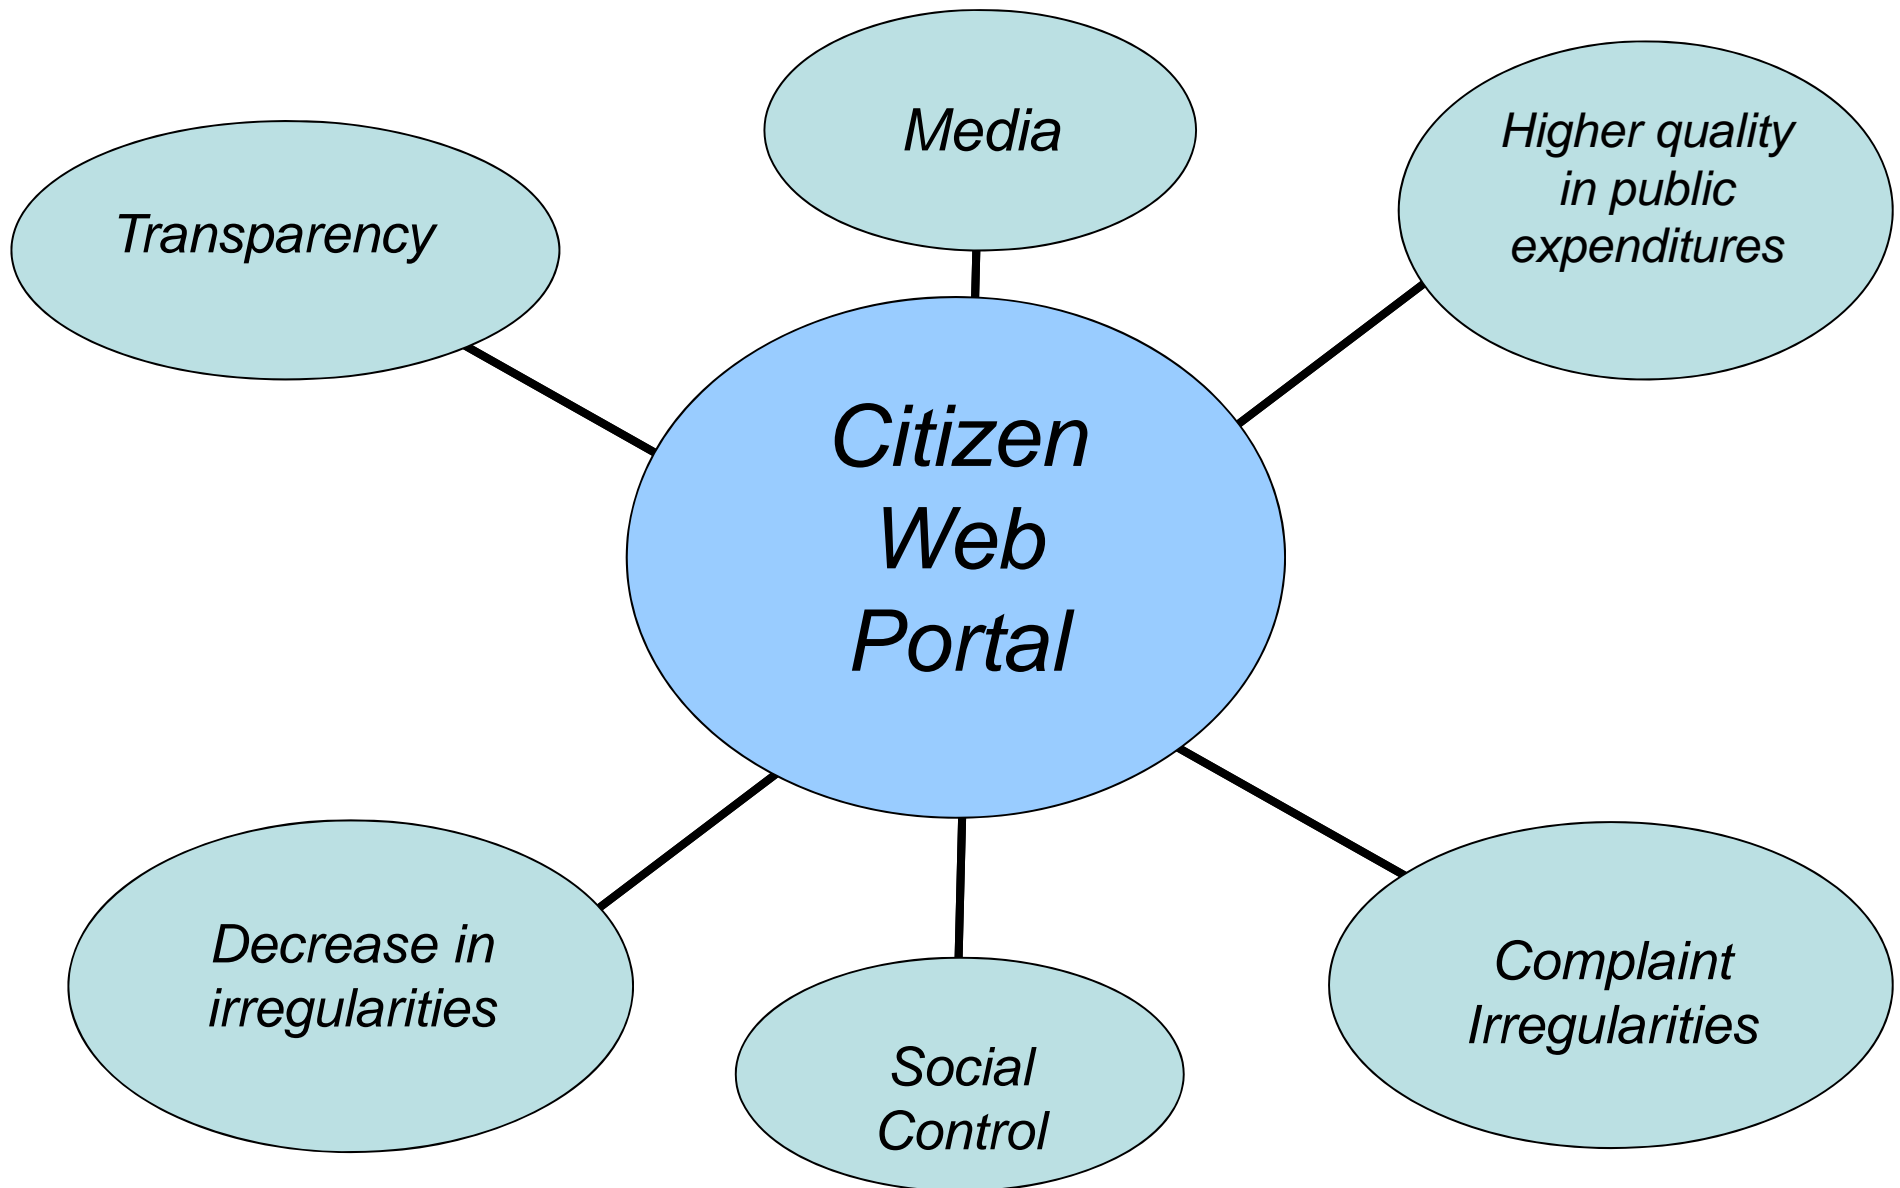 Media
Higher quality
in public
expenditures
Transparency
Citizen
Web
Portal
Decrease in
irregularities
Complaint
Irregularities
Social
Control